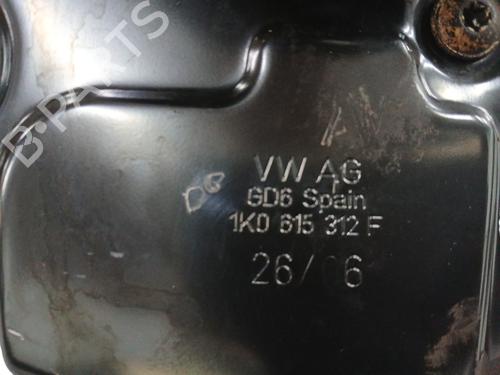 B-PARTS
VW AG
GD6 Spain
1K0 615 312 F
26/06